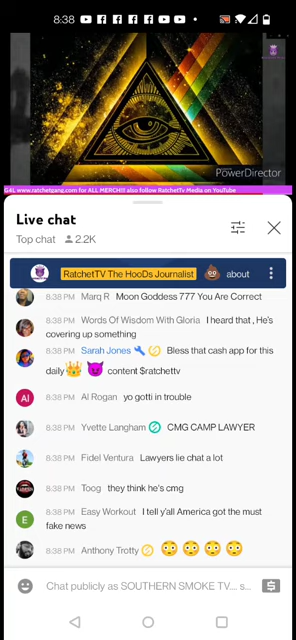 8:38
PowerDirector
GAL www.ratchetgang.com for ALL MERCH!!! also follow RatchetTv Media on YouTube
Live chat
Top chat 2.2K
RatchetTV The HooDs Journalist 💩 about
8:38 PM Marq R Moon Goddess 777 You Are Correct
8:38 PM Words Of Wisdom With Gloria I heard that , He's
covering up something
8:38 PM Sarah Jones Bless that cash app for this
daily 👑 😈 content $ratchettv
Al
8:38 PM Al Rogan yo gotti in trouble
8:38 PM Yvette Langham CMG CAMP LAWYER
8:38 PM Fidel Ventura Lawyers lie chat a lot
8:38 PM Toog they think he's cmg
E
8:38 PM Easy Workout I tell y'all America got the must
fake news
8:38 PM Anthony Trotty 😳 😳 😳 😳
Chat publicly as SOUTHERN SMOKE TV... s...